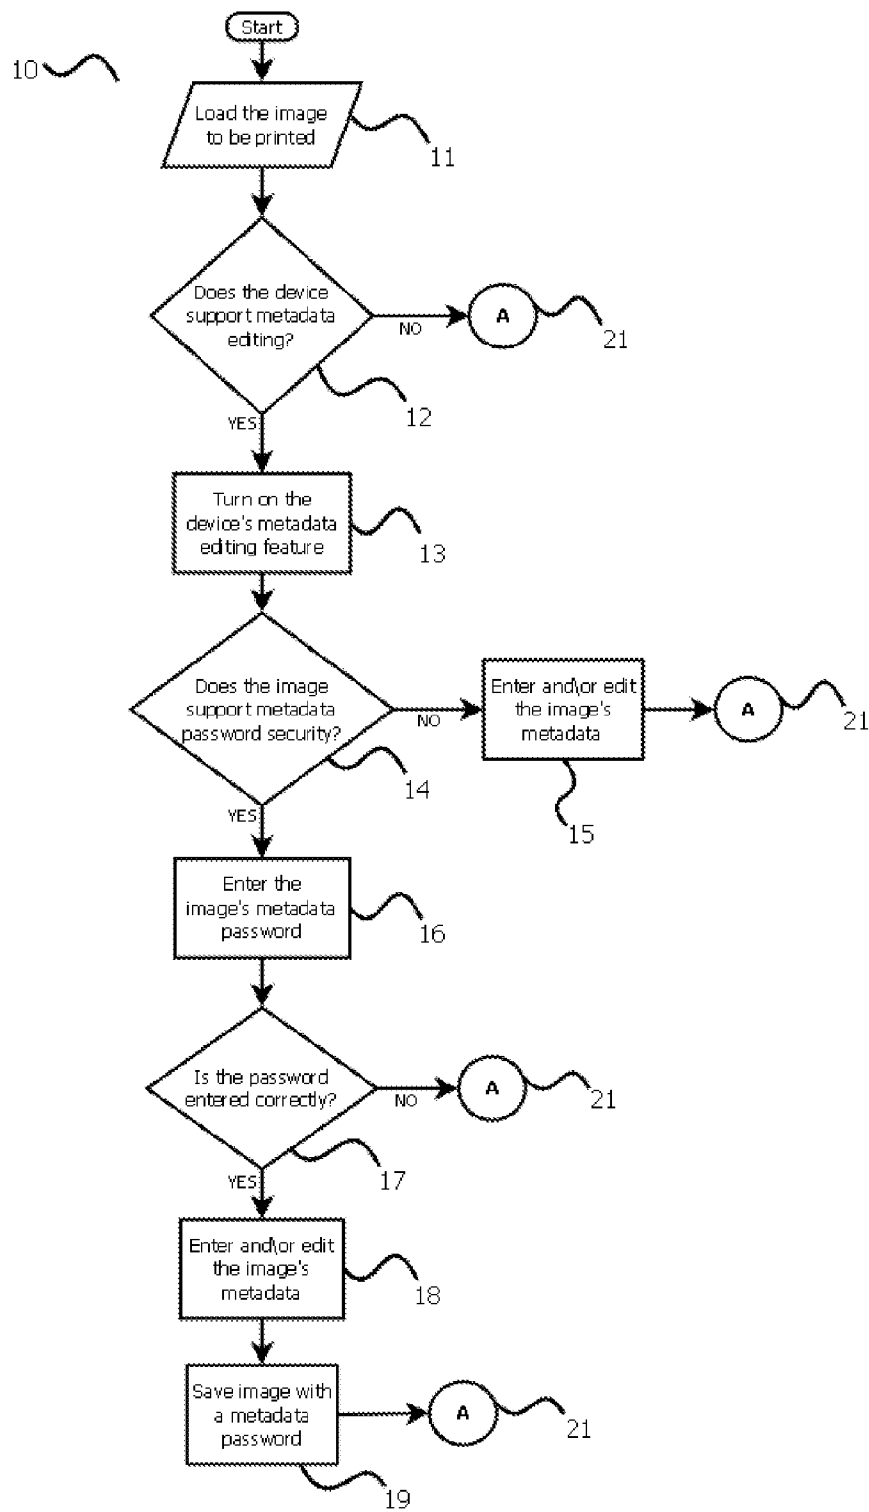 Start
10
Load the image
to be printed
11
Does the device
support metadata
editing?
NO
A
21
12
YES
Turn on the
device's metadata
editing feature
13
Does the image
support metadata
password security?
NO
Enter and\or edit
the image's
metadata
A
21
14
15
YES
Enter the
image's metadata
password
16
Is the password
entered correctly?
NO
A
21
17
YES
Enter and\or edit
the image's
metadata
18
Save image with
a metadata
password
A
21
19